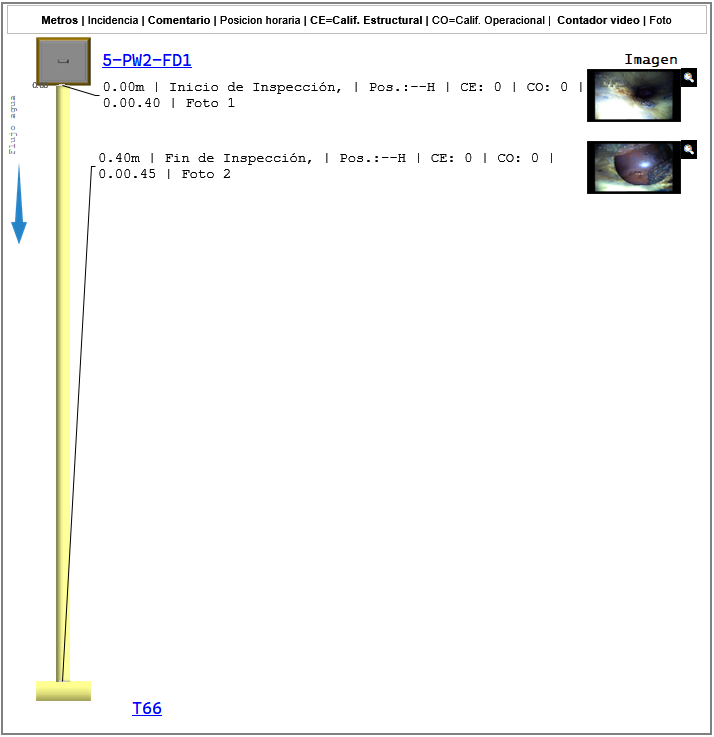 Metros | Incidencia | Comentario | Posicion horaria | CE=Calif. Estructural | CO=Calif. Operacional | Contador video | Foto
5-PW2-FD1
Imagen
0.00
0.00m | Inicio de Inspección, | Pos.:--H | CE: 0 | CO: 0 |
0.00.40 | Foto 1
Flujo agua
0.40m | Fin de Inspección, | Pos.:--H | CE: 0 | CO: 0 |
0.00.45 | Foto 2
T66